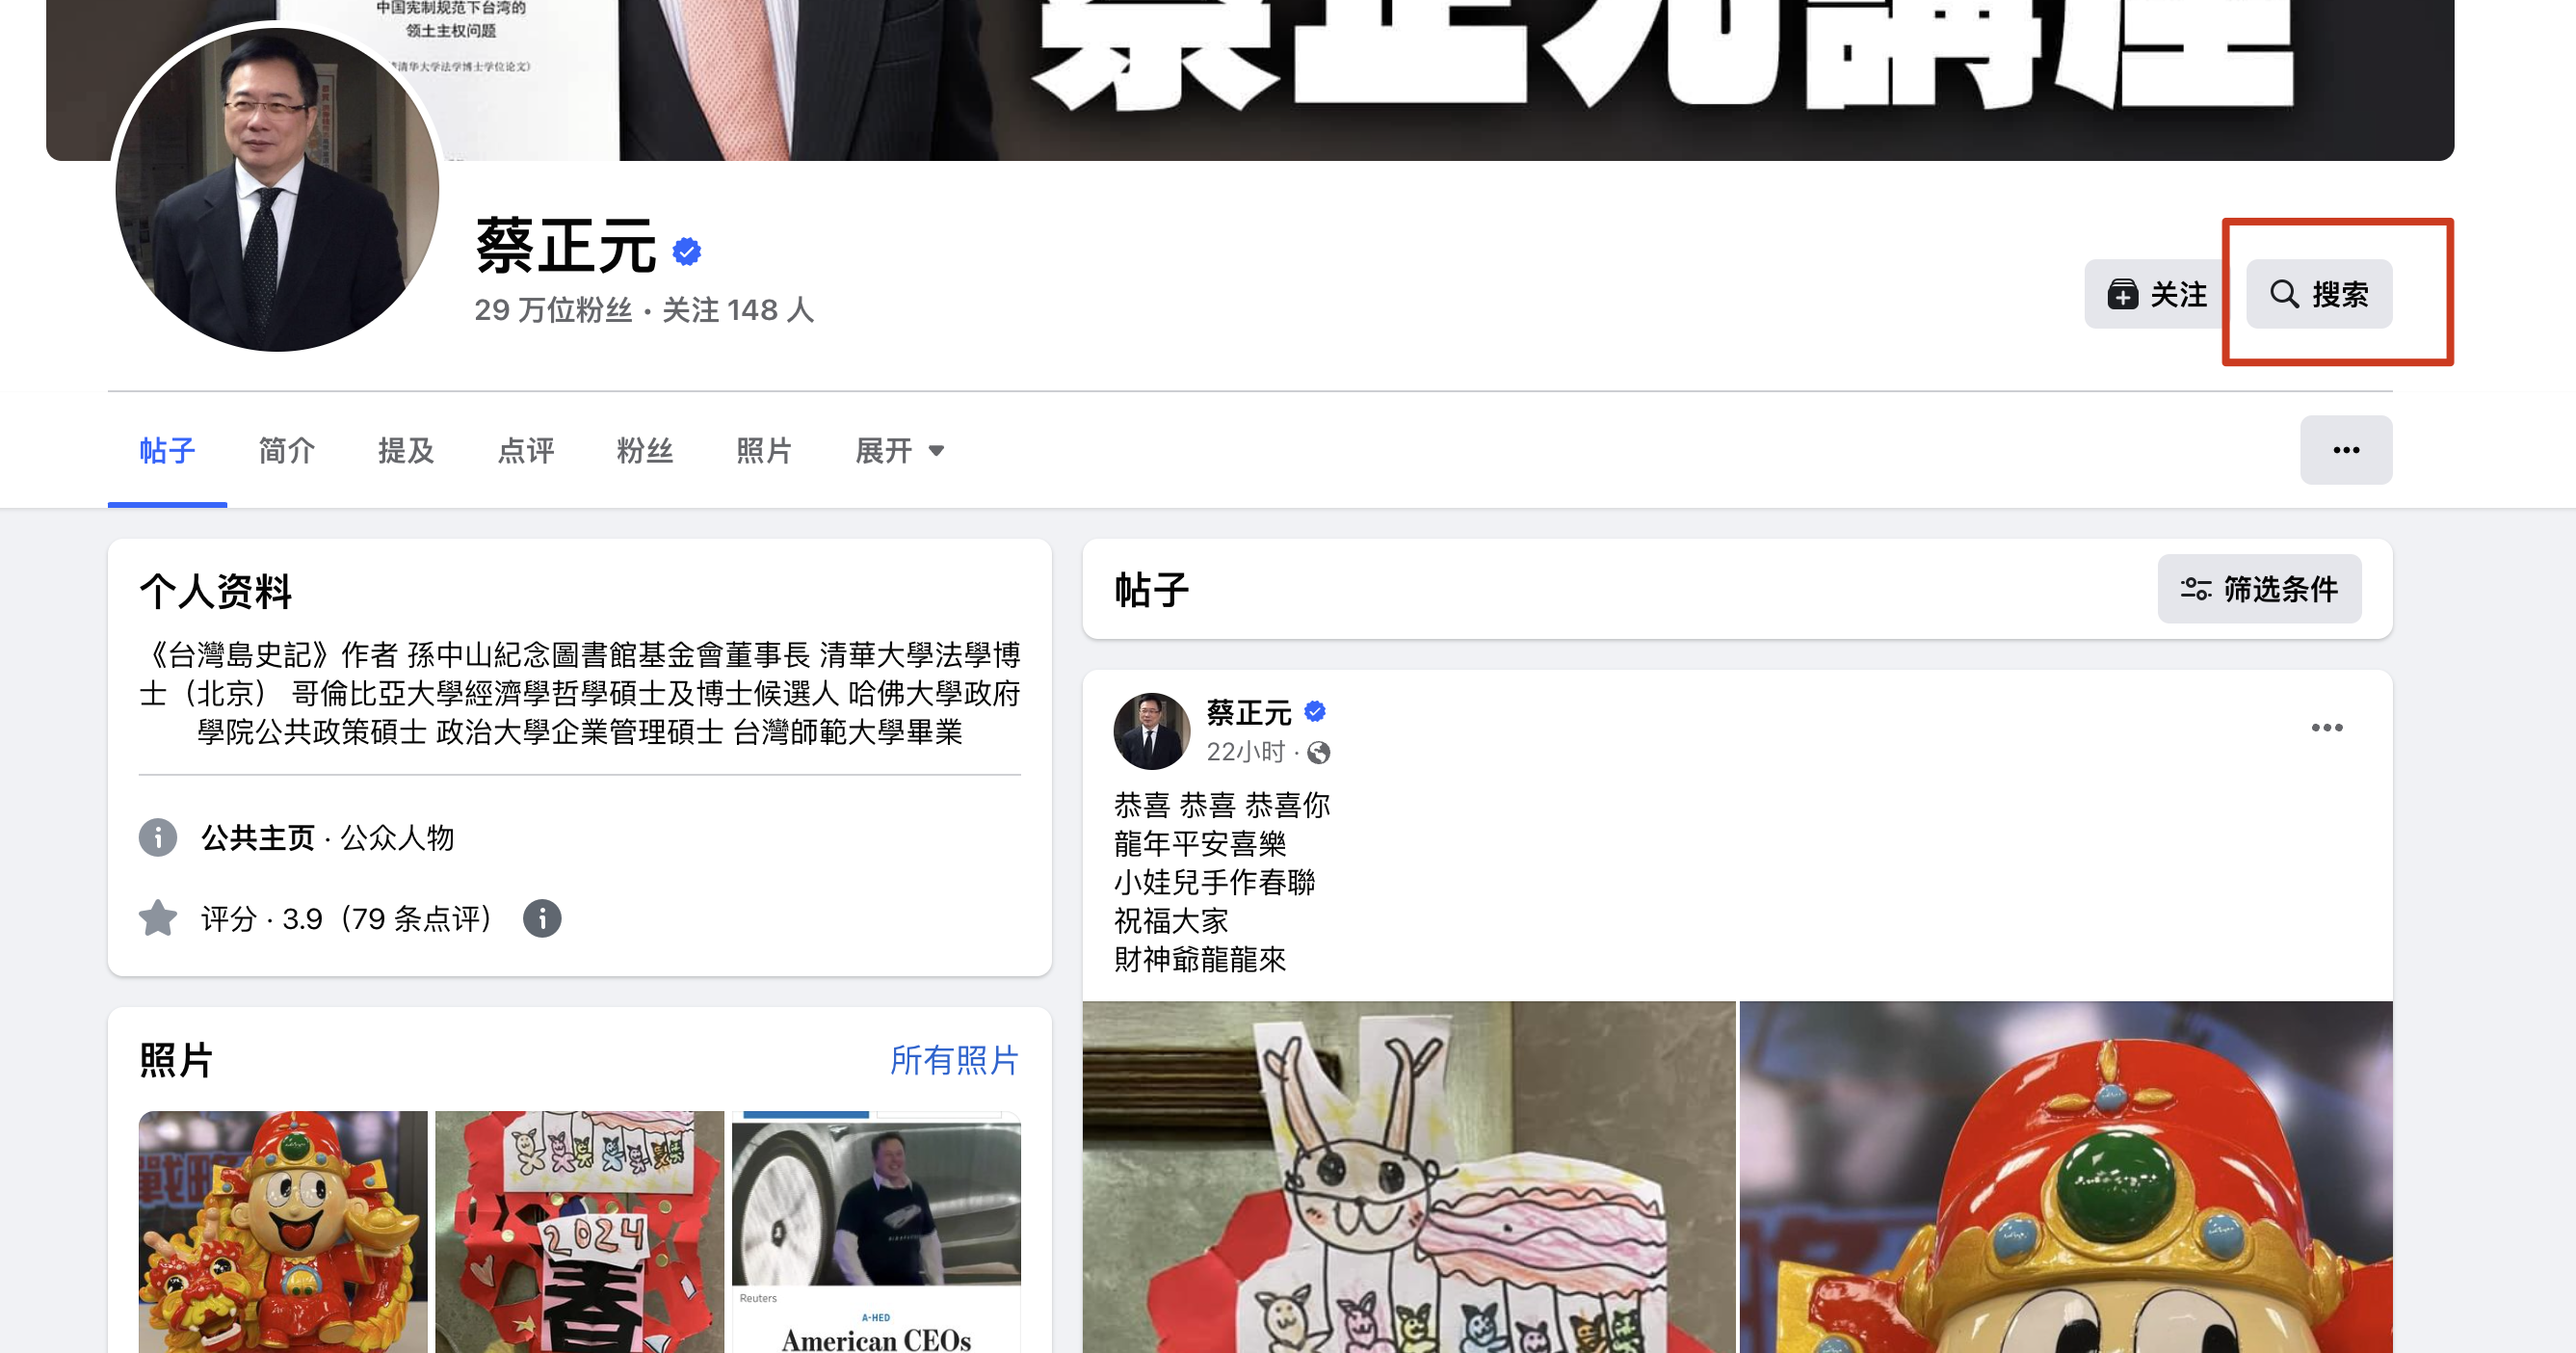 中国宪制规范下台湾的
领土主权问题
清华大学法学博士学位论文)
蔡正元講座
蔡正元
29 万位粉丝 · 关注 148 人
关注
搜索
帖子
简介
提及
点评
粉丝
照片
展开
个人资料
《台灣島史記》作者 孫中山紀念圖書館基金會董事長 清華大學法學博
士（北京） 哥倫比亞大學經濟學哲學碩士及博士候選人 哈佛大學政府
學院公共政策碩士 政治大學企業管理碩士 台灣師範大學畢業
公共主页 · 公众人物
评分 · 3.9（79 条点评）
照片
所有照片
戰略
2024
春
Reuters
A-HED
American CEOs
帖子
筛选条件
蔡正元
22小时 ·
恭喜 恭喜 恭喜你
龍年平安喜樂
小娃兒手作春聯
祝福大家
財神爺龍龍來